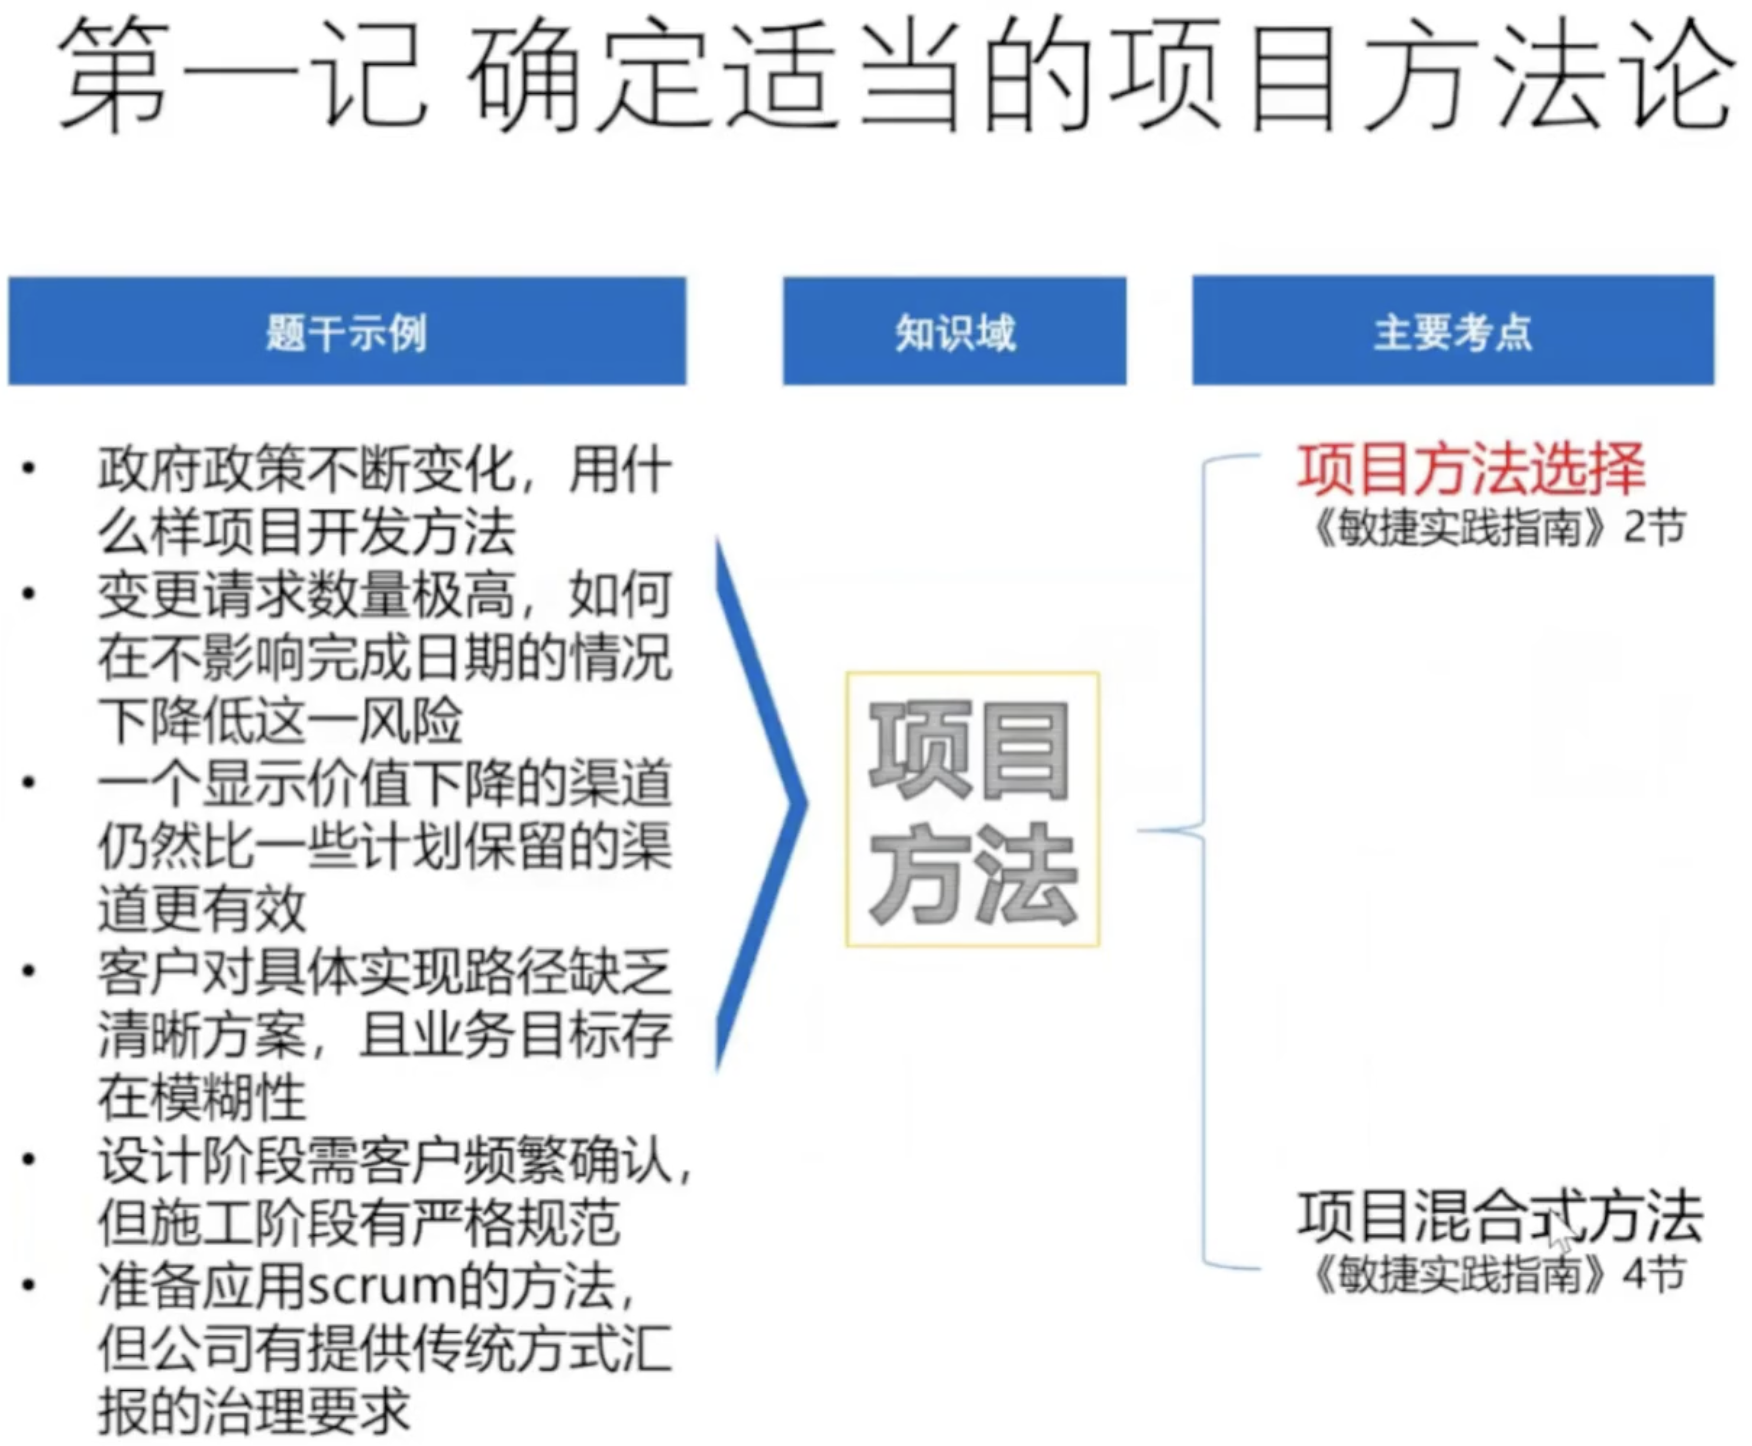 第一记 确定适当的项目方法论
题干示例
知识域
主要考点
• 政府政策不断变化，用什
么样项目开发方法
• 变更请求数量极高，如何
在不影响完成日期的情况
下降低这一风险
• 一个显示价值下降的渠道
仍然比一些计划保留的渠
道更有效
• 客户对具体实现路径缺乏
清晰方案，且业务目标存
在模糊性
• 设计阶段需客户频繁确认，
但施工阶段有严格规范
• 准备应用scrum的方法，
但公司有提供传统方式汇
报的治理要求
项目
方法
项目方法选择
《敏捷实践指南》2节
项目混合式方法
《敏捷实践指南》4节